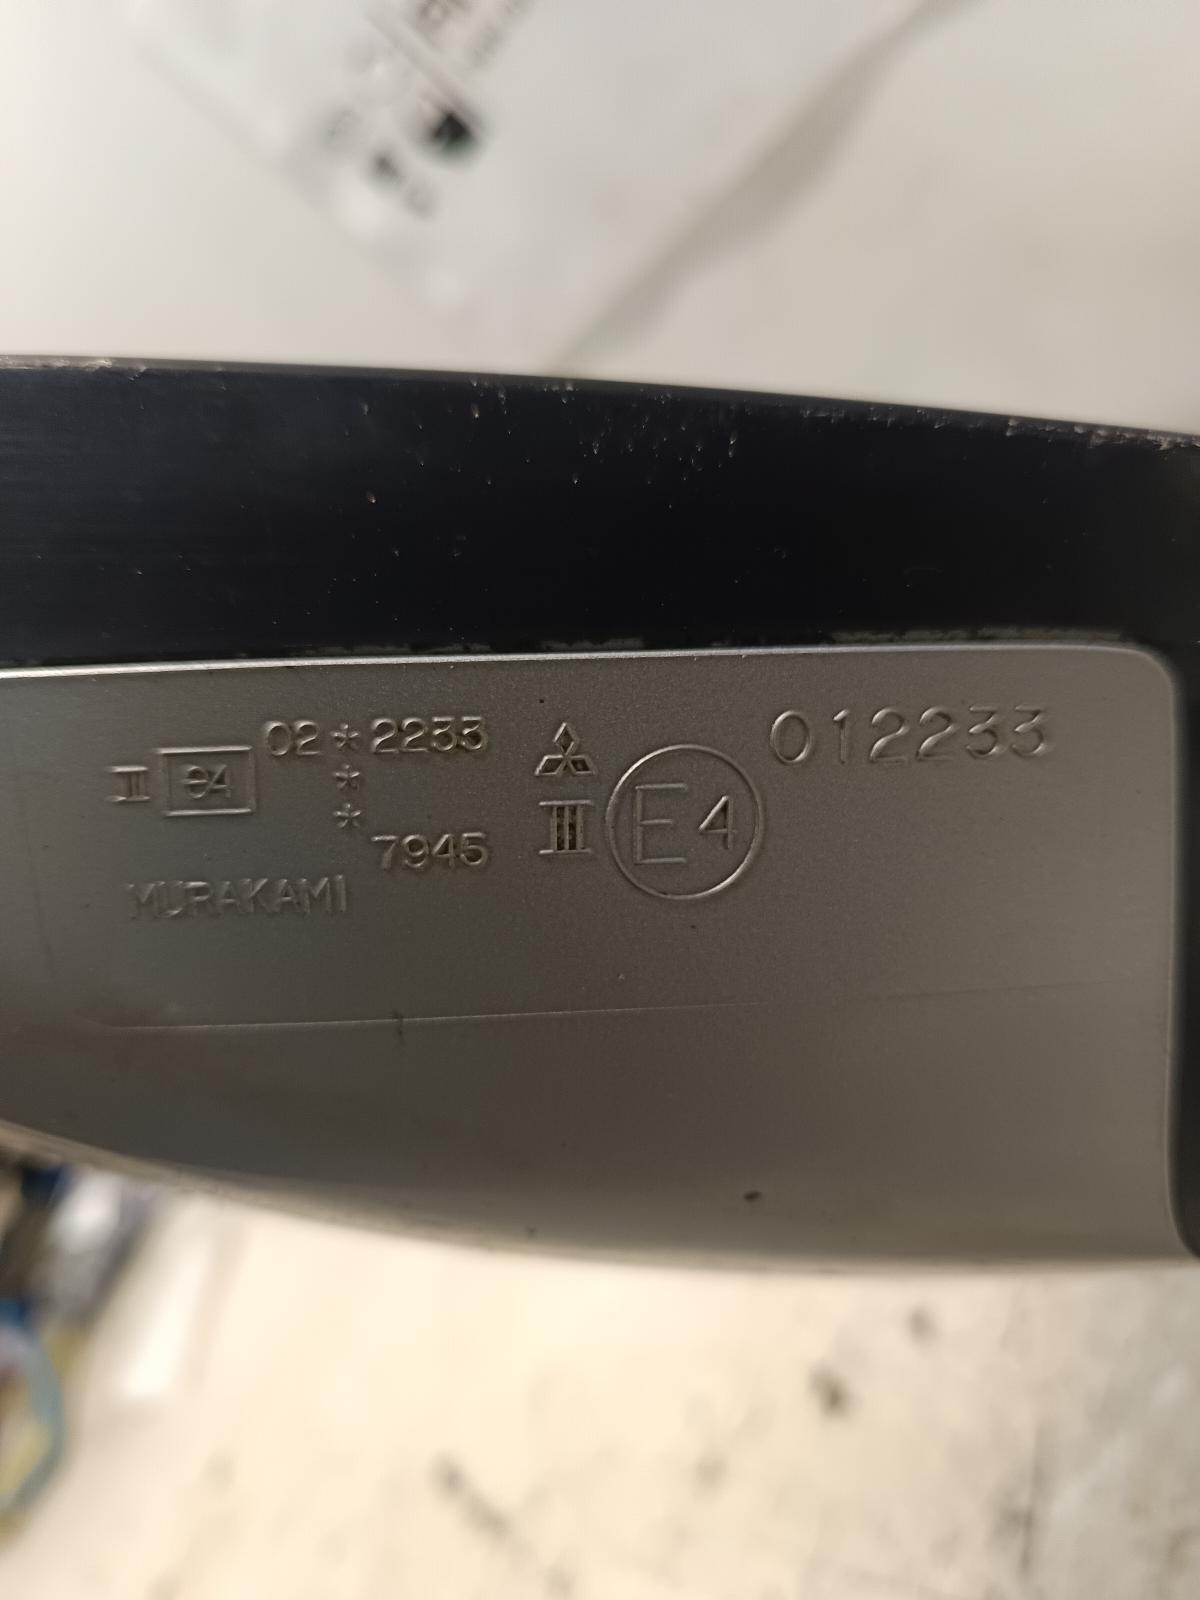 02*2233
III e4 *
*
7945
MURAKAMI
III E4 012233